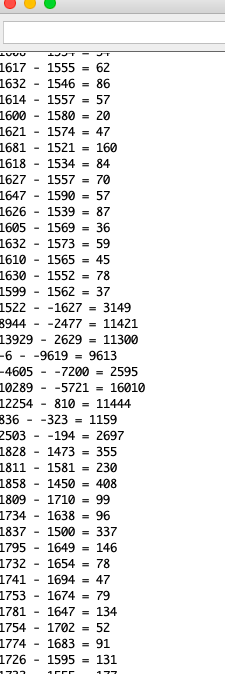 1617 - 1555 = 62
1632 - 1546 = 86
1614 - 1557 = 57
1600 - 1580 = 20
1621 - 1574 = 47
1681 - 1521 = 160
1618 - 1534 = 84
1627 - 1557 = 70
1647 - 1590 = 57
1626 - 1539 = 87
1605 - 1569 = 36
1632 - 1573 = 59
1610 - 1565 = 45
1630 - 1552 = 78
1599 - 1562 = 37
1522 - -1627 = 3149
8944 - -2477 = 11421
13929 - 2629 = 11300
-6 - -9619 = 9613
-4605 - -7200 = 2595
10289 - -5721 = 16010
12254 - 810 = 11444
836 - -323 = 1159
2503 - -194 = 2697
1828 - 1473 = 355
1811 - 1581 = 230
1858 - 1450 = 408
1809 - 1710 = 99
1734 - 1638 = 96
1837 - 1500 = 337
1795 - 1649 = 146
1732 - 1654 = 78
1741 - 1694 = 47
1753 - 1674 = 79
1781 - 1647 = 134
1754 - 1702 = 52
1774 - 1683 = 91
1726 - 1595 = 131